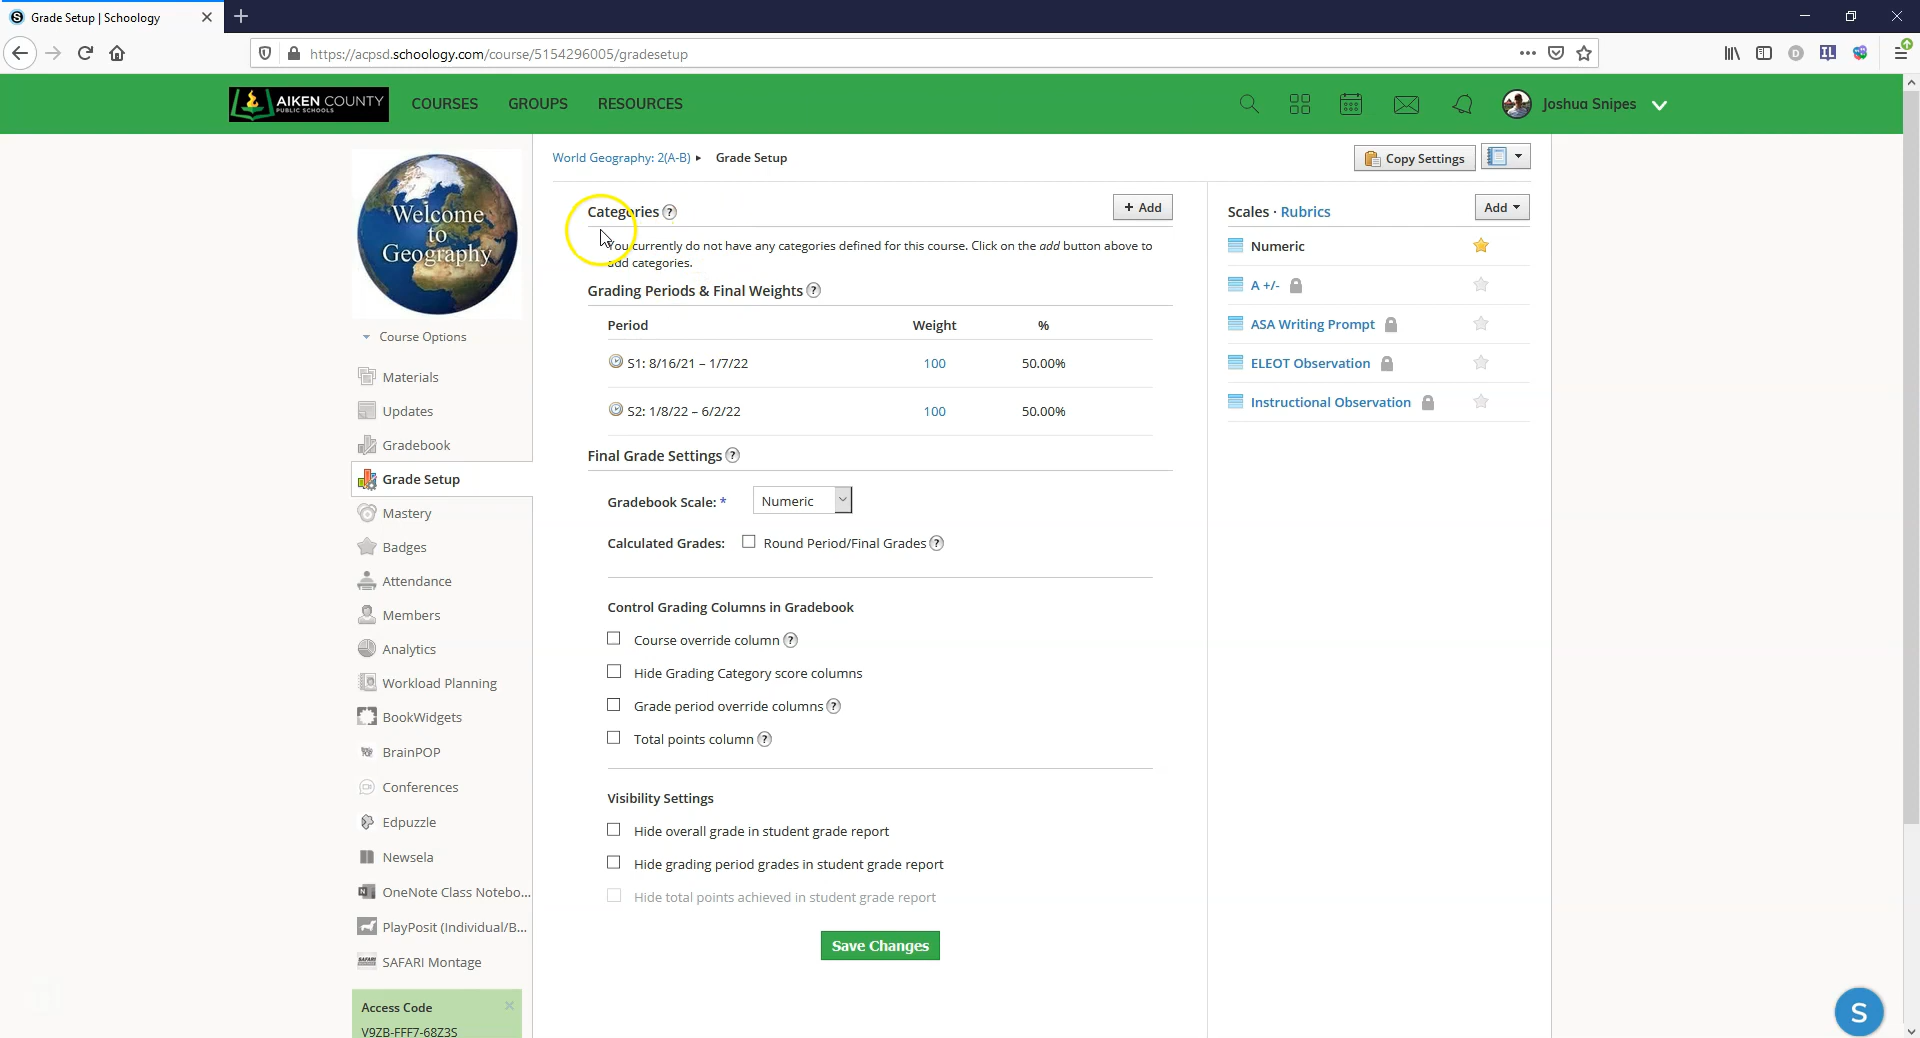 Grade Setup | Schoology
https://acpsd.schoology.com/course/5154296005/gradesetup
AIKEN COUNTY
PUBLIC SCHOOLS
COURSES GROUPS RESOURCES
Joshua Snipes
Welcome
to
Geography
Course Options
Materials
Updates
Gradebook
Grade Setup
Mastery
Badges
Attendance
Members
Analytics
Workload Planning
BookWidgets
BrainPOP
Conferences
Edpuzzle
Newsela
OneNote Class Notebo...
PlayPosit (Individual/B...
SAFARI Montage
Access Code
V9ZB-FFF7-68Z3S
World Geography: 2(A-B) ▸ Grade Setup
Copy Settings
Categories ?
+ Add
You currently do not have any categories defined for this course. Click on the add button above to
add categories.
Grading Periods & Final Weights ?
Period Weight %
S1: 8/16/21 – 1/7/22 100 50.00%
S2: 1/8/22 – 6/2/22 100 50.00%
Final Grade Settings ?
Gradebook Scale: * Numeric
Calculated Grades: Round Period/Final Grades ?
Control Grading Columns in Gradebook
Course override column ?
Hide Grading Category score columns
Grade period override columns ?
Total points column ?
Visibility Settings
Hide overall grade in student grade report
Hide grading period grades in student grade report
Hide total points achieved in student grade report
Save Changes
Scales · Rubrics
Add
Numeric
A +/-
ASA Writing Prompt
ELEOT Observation
Instructional Observation
S